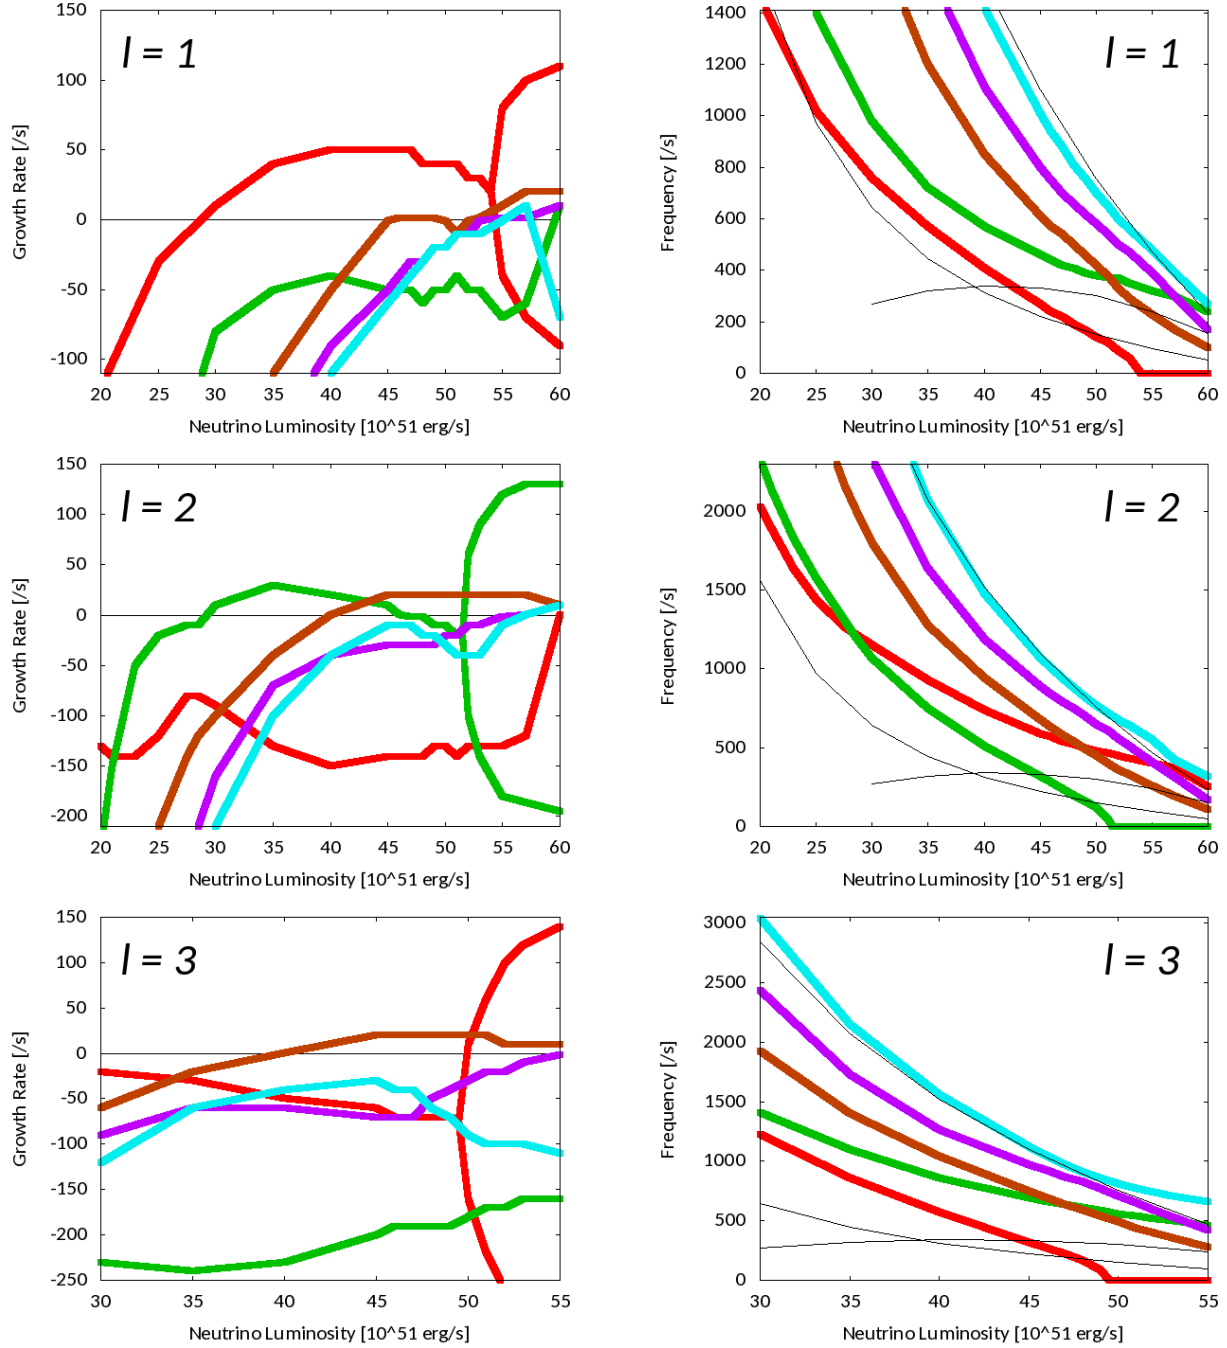 150
100
50
0
-50
-100
20 25 30 35 40 45 50 55 60
Growth Rate [/s]
Neutrino Luminosity [10^51 erg/s]
l = 1
1400
1200
1000
800
600
400
200
0
20 25 30 35 40 45 50 55 60
Frequency [/s]
Neutrino Luminosity [10^51 erg/s]
l = 1
150
100
50
0
-50
-100
-150
-200
20 25 30 35 40 45 50 55 60
Growth Rate [/s]
Neutrino Luminosity [10^51 erg/s]
l = 2
2000
1500
1000
500
0
20 25 30 35 40 45 50 55 60
Frequency [/s]
Neutrino Luminosity [10^51 erg/s]
l = 2
150
100
50
0
-50
-100
-150
-200
-250
30 35 40 45 50 55
Growth Rate [/s]
Neutrino Luminosity [10^51 erg/s]
l = 3
3000
2500
2000
1500
1000
500
0
30 35 40 45 50 55
Frequency [/s]
Neutrino Luminosity [10^51 erg/s]
l = 3